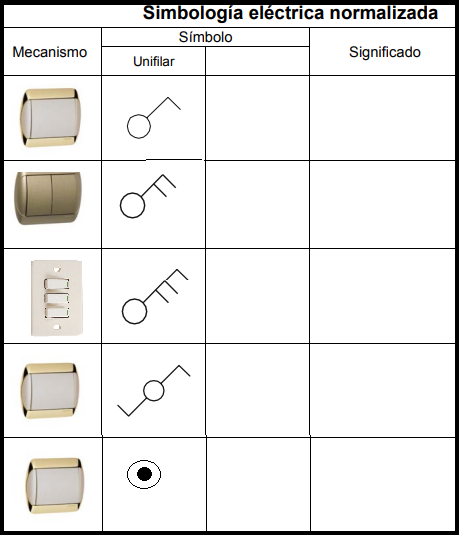 Simbología eléctrica normalizada
Mecanismo
Símbolo
Significado
Unifilar